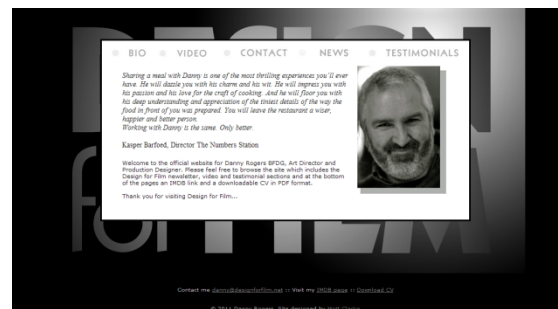 DESIGN
BIO VIDEO CONTACT NEWS TESTIMONIALS
Sharing a meal with Danny is one of the most thrilling experiences you'll ever
have. He will dazzle you with his charm and his wit. He will impress you with
his passion and his love for the craft of cooking. And he will floor you with
his deep understanding and appreciation of the tiniest details of the way the
food in front of you was prepared. You will leave the restaurant a wiser,
happier and better person.
Working with Danny is the same. Only better.
Kasper Barfoed, Director The Numbers Station
Welcome to the official website for Danny Rogers BFDG, Art Director and
Production Designer. Please feel free to browse the site which includes the
Design for Film newsletter, video and testimonial sections and at the bottom
of the pages an IMDB link and a downloadable CV in PDF format.
Thank you for visiting Design for Film...
for FILM
Contact me danny@designforfilm.net :: Visit my IMDB page :: Download CV
Danny Rogers. Site designed by